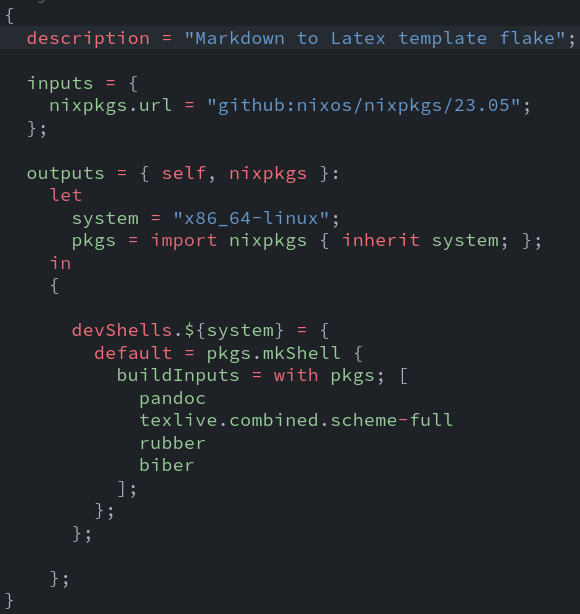 {
  description = "Markdown to Latex template flake";

  inputs = {
    nixpkgs.url = "github:nixos/nixpkgs/23.05";
  };

  outputs = { self, nixpkgs }:
    let
      system = "x86_64-linux";
      pkgs = import nixpkgs { inherit system; };
    in
    {

      devShells.${system} = {
        default = pkgs.mkShell {
          buildInputs = with pkgs; [
            pandoc
            texlive.combined.scheme-full
            rubber
            biber
          ];
        };
      };

    };
}